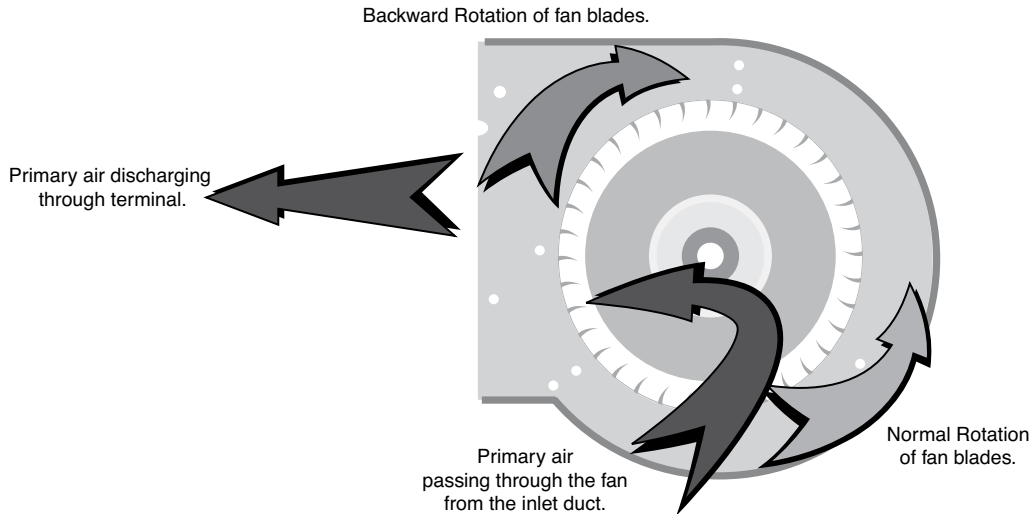 Backward Rotation of fan blades.
Primary air discharging
through terminal.
Normal Rotation
of fan blades.
Primary air
passing through the fan
from the inlet duct.